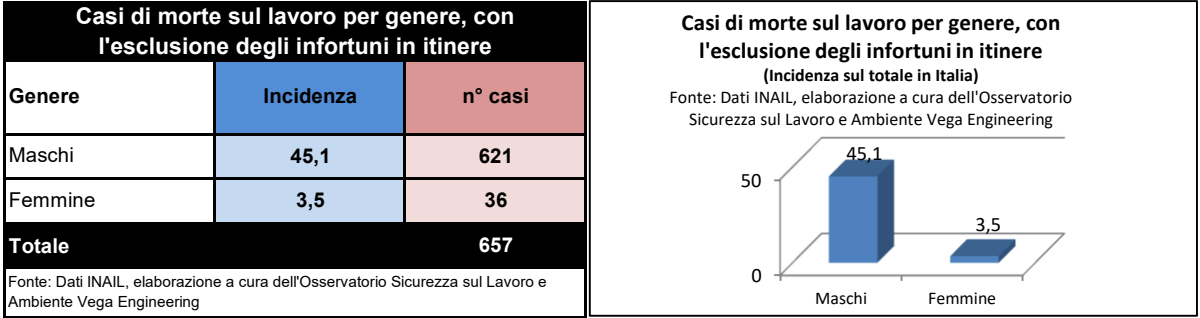 Casi di morte sul lavoro per genere, con
l'esclusione degli infortuni in itinere
Genere Incidenza n° casi
Maschi 45,1 621
Femmine 3,5 36
Totale 657
Fonte: Dati INAIL, elaborazione a cura dell'Osservatorio Sicurezza sul Lavoro e
Ambiente Vega Engineering
Casi di morte sul lavoro per genere, con
l'esclusione degli infortuni in itinere
(Incidenza sul totale in Italia)
Fonte: Dati INAIL, elaborazione a cura dell'Osservatorio
Sicurezza sul Lavoro e Ambiente Vega Engineering
45,1
50
3,5
0
Maschi Femmine